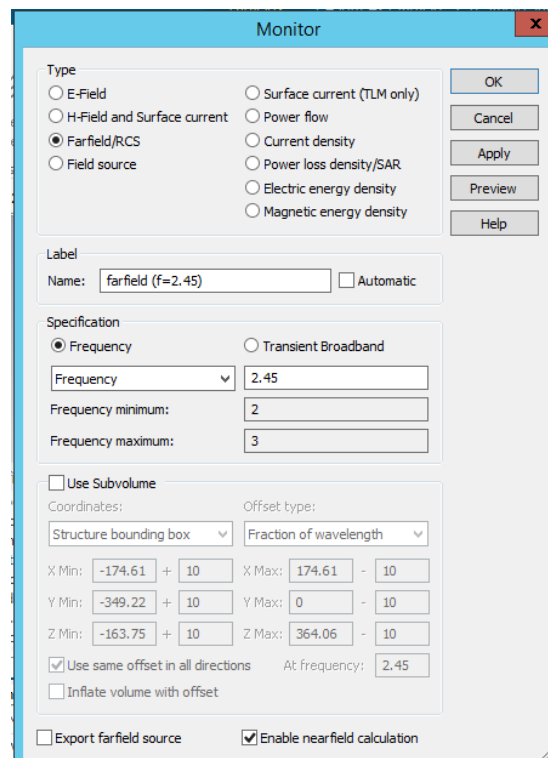 Monitor
x
Type
E-Field
Surface current (TLM only)
H-Field and Surface current
Power flow
Farfield/RCS
Current density
Field source
Power loss density/SAR
Electric energy density
Magnetic energy density
OK
Cancel
Apply
Preview
Help
Label
Name: farfield (f=2.45) Automatic
Specification
Frequency Transient Broadband
Frequency 2.45
Frequency minimum: 2
Frequency maximum: 3
Use Subvolume
Coordinates: Offset type:
Structure bounding box Fraction of wavelength
X Min: -174.61 + 10 X Max: 174.61 - 10
Y Min: -349.22 + 10 Y Max: 0 - 10
Z Min: -163.75 + 10 Z Max: 364.06 - 10
Use same offset in all directions At frequency: 2.45
Inflate volume with offset
Export farfield source Enable nearfield calculation